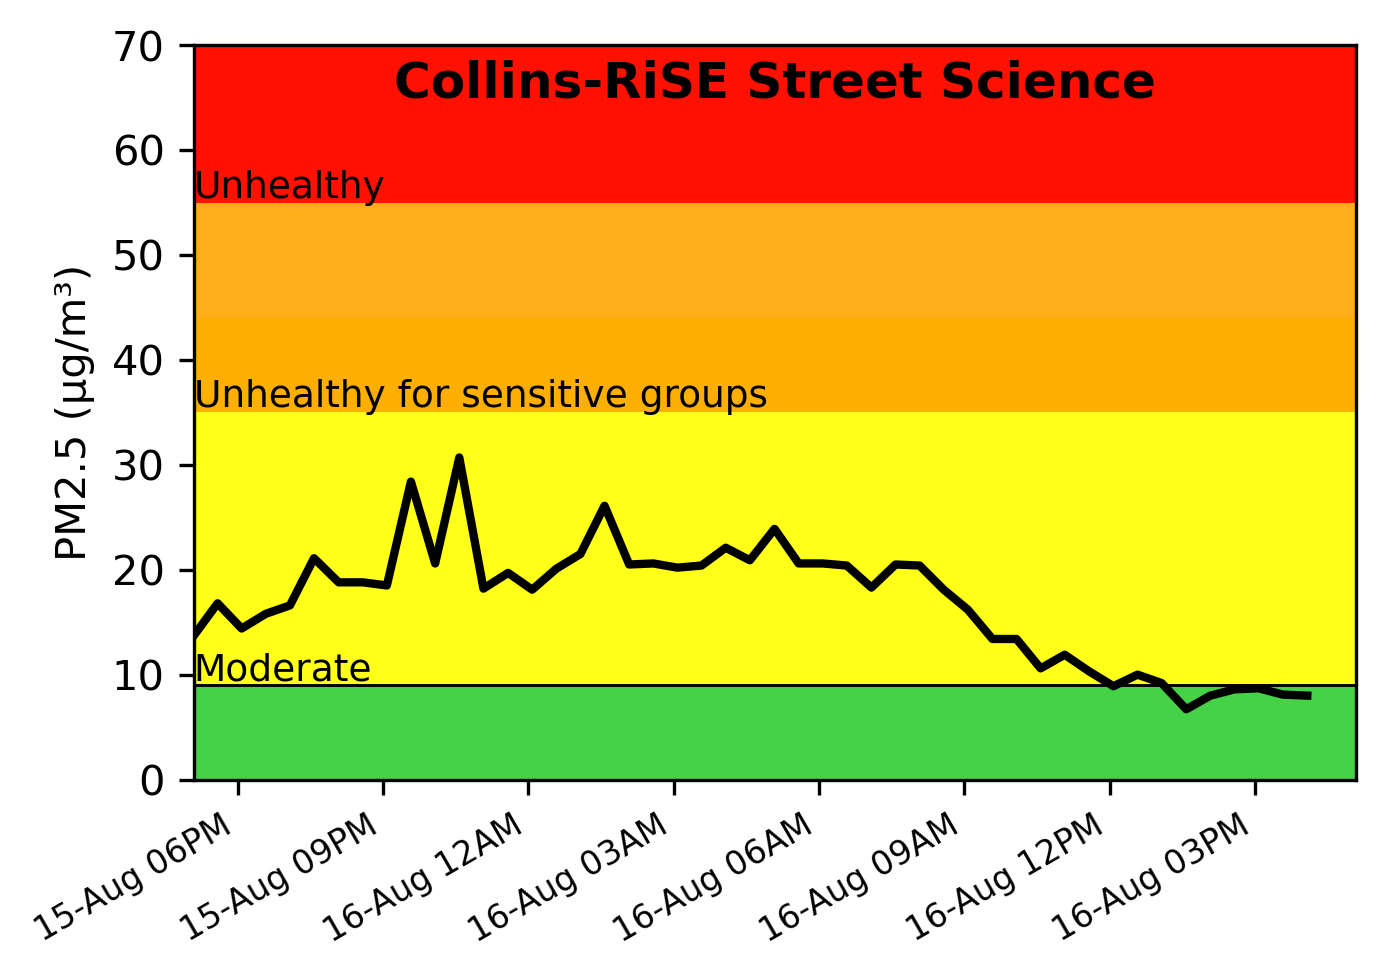 Collins-RiSE Street Science
70
60
50
40
30
20
10
0
PM2.5 (µg/m³)
Unhealthy
Unhealthy for sensitive groups
Moderate
15-Aug 06PM
15-Aug 09PM
16-Aug 12AM
16-Aug 03AM
16-Aug 06AM
16-Aug 09AM
16-Aug 12PM
16-Aug 03PM